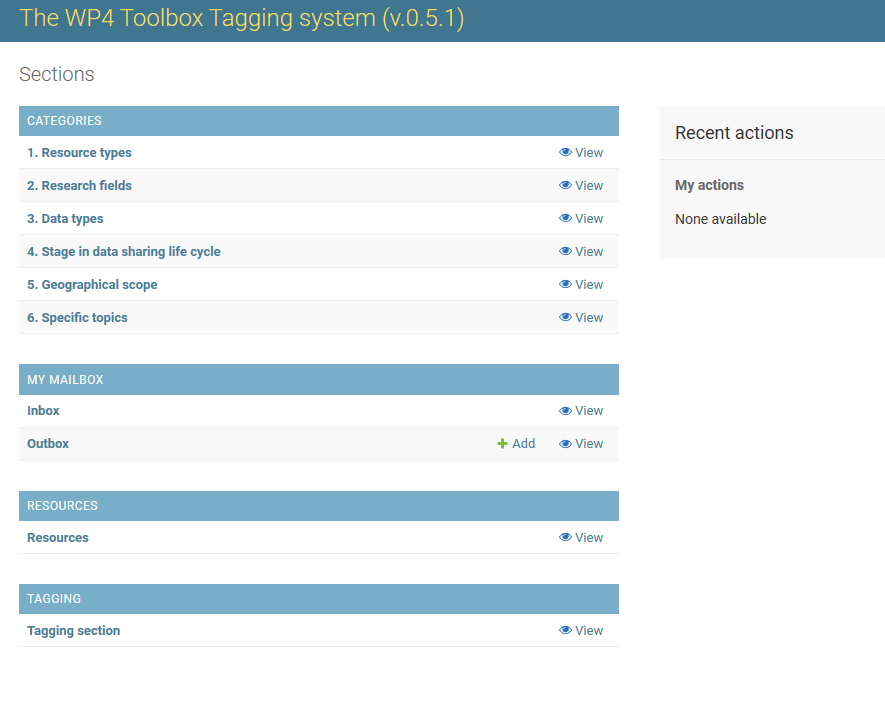 The WP4 Toolbox Tagging system (v.0.5.1)
Sections
CATEGORIES
1. Resource types View
2. Research fields View
3. Data types View
4. Stage in data sharing life cycle View
5. Geographical scope View
6. Specific topics View
MY MAILBOX
Inbox View
Outbox Add View
RESOURCES
Resources View
TAGGING
Tagging section View
Recent actions
My actions
None available